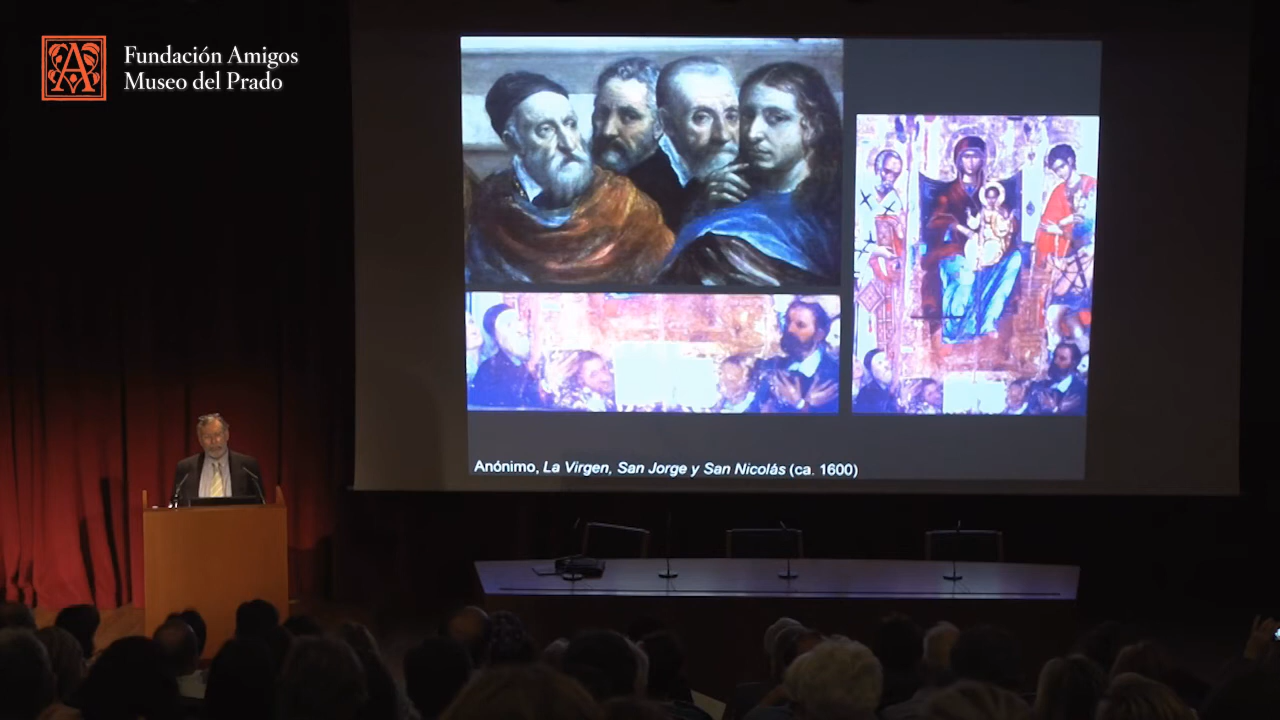 Fundación Amigos
Museo del Prado
Anónimo, La Virgen, San Jorge y San Nicolás (ca. 1600)